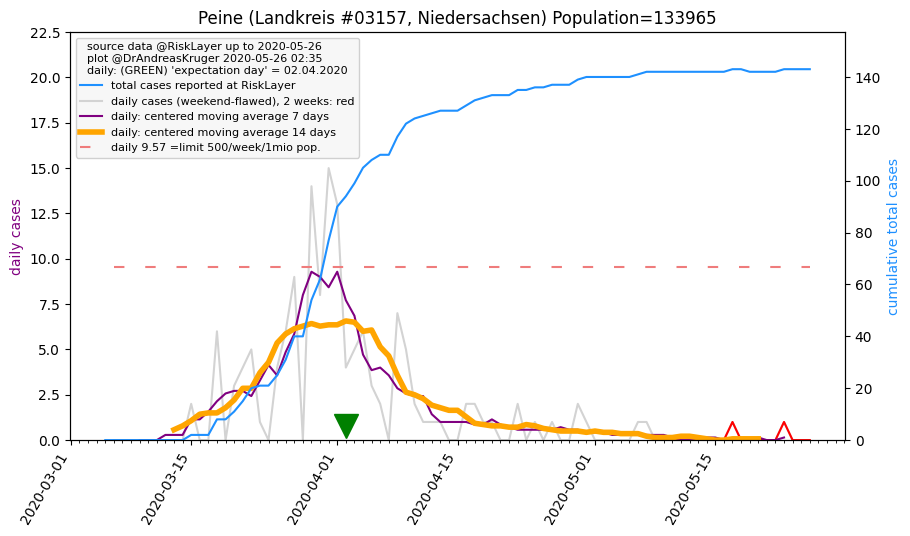 Peine (Landkreis #03157, Niedersachsen) Population=133965
source data @RiskLayer up to 2020-05-26
plot @DrAndreasKruger 2020-05-26 02:35
daily: (GREEN) 'expectation day' = 02.04.2020
total cases reported at RiskLayer
daily cases (weekend-flawed), 2 weeks: red
daily: centered moving average 7 days
daily: centered moving average 14 days
daily 9.57 =limit 500/week/1mio pop.
daily cases
22.5
20.0
17.5
15.0
12.5
10.0
7.5
5.0
2.5
0.0
140
120
100
80
60
40
20
0
cumulative total cases
2020-03-01
2020-03-15
2020-04-01
2020-04-15
2020-05-01
2020-05-15